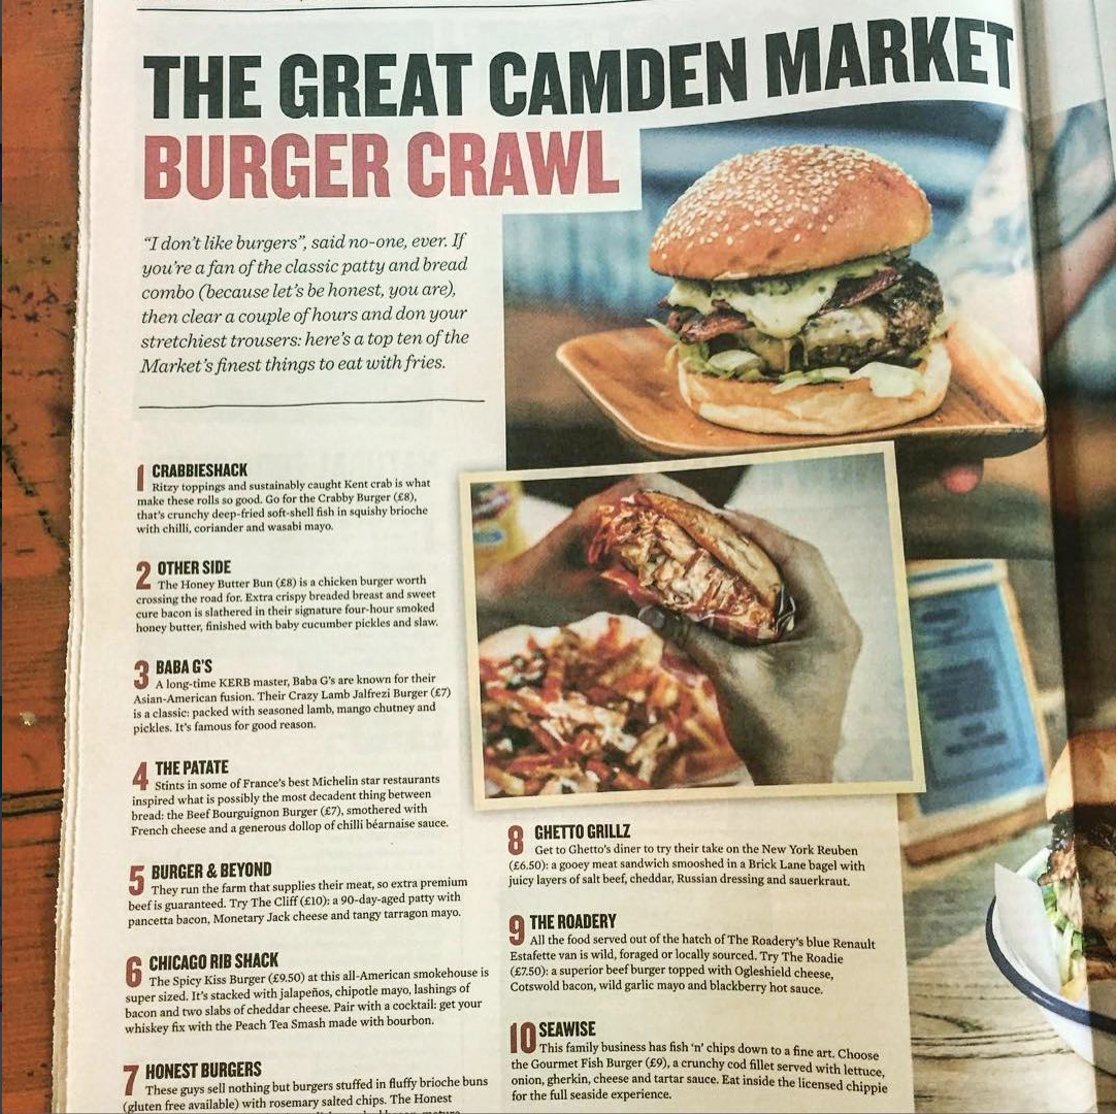 THE GREAT CAMDEN MARKET
BURGER CRAWL
“I don’t like burgers”, said no-one, ever. If
you’re a fan of the classic patty and bread
combo (because let’s be honest, you are),
then clear a couple of hours and don your
stretchiest trousers: here’s a top ten of the
Market’s finest things to eat with fries.
1 CRABBIESHACK
Ritzy toppings and sustainably caught Kent crab is what
make these rolls so good. Go for the Crabby Burger (£8),
that’s crunchy deep-fried soft-shell fish in squishy brioche
with chilli, coriander and wasabi mayo.
2 OTHER SIDE
The Honey Butter Bun (£8) is a chicken burger worth
crossing the road for. Extra crispy breaded breast and sweet
cure bacon is slathered in their signature four-hour smoked
honey butter, finished with baby cucumber pickles and slaw.
3 BABA G’S
A long-time KERB master, Baba G’s are known for their
Asian-American fusion. Their Crazy Lamb Jalfrezi Burger (£7)
is a classic: packed with seasoned lamb, mango chutney and
pickles. It’s famous for good reason.
4 THE PATATE
Stints in some of France’s best Michelin star restaurants
inspired what is possibly the most decadent thing between
bread: the Beef Bourguignon Burger (£7), smothered with
French cheese and a generous dollop of chilli béarnaise sauce.
5 BURGER & BEYOND
They run the farm that supplies their meat, so extra premium
beef is guaranteed. Try The Cliff (£10): a 90-day-aged patty with
pancetta bacon, Monetary Jack cheese and tangy tarragon mayo.
6 CHICAGO RIB SHACK
The Spicy Kiss Burger (£9.50) at this all-American smokehouse is
super sized. It’s stacked with jalapeños, chipotle mayo, lashings of
bacon and two slabs of cheddar cheese. Pair with a cocktail: get your
whiskey fix with the Peach Tea Smash made with bourbon.
7 HONEST BURGERS
These guys sell nothing but burgers stuffed in fluffy brioche buns
(gluten free available) with rosemary salted chips. The Honest
8 GHETTO GRILLZ
Get to Ghetto’s diner to try their take on the New York Reuben
(£6.50): a gooey meat sandwich smooshed in a Brick Lane bagel with
juicy layers of salt beef, cheddar, Russian dressing and sauerkraut.
9 THE ROADERY
All the food served out of the hatch of The Roadery’s blue Renault
Estafette van is wild, foraged or locally sourced. Try The Roadie
(£7.50): a superior beef burger topped with Ogleshield cheese,
Cotswold bacon, wild garlic mayo and blackberry hot sauce.
10 SEAWISE
This family business has fish ‘n’ chips down to a fine art. Choose
the Gourmet Fish Burger (£9), a crunchy cod fillet served with lettuce,
onion, gherkin, cheese and tartar sauce. Eat inside the licensed chippie
for the full seaside experience.